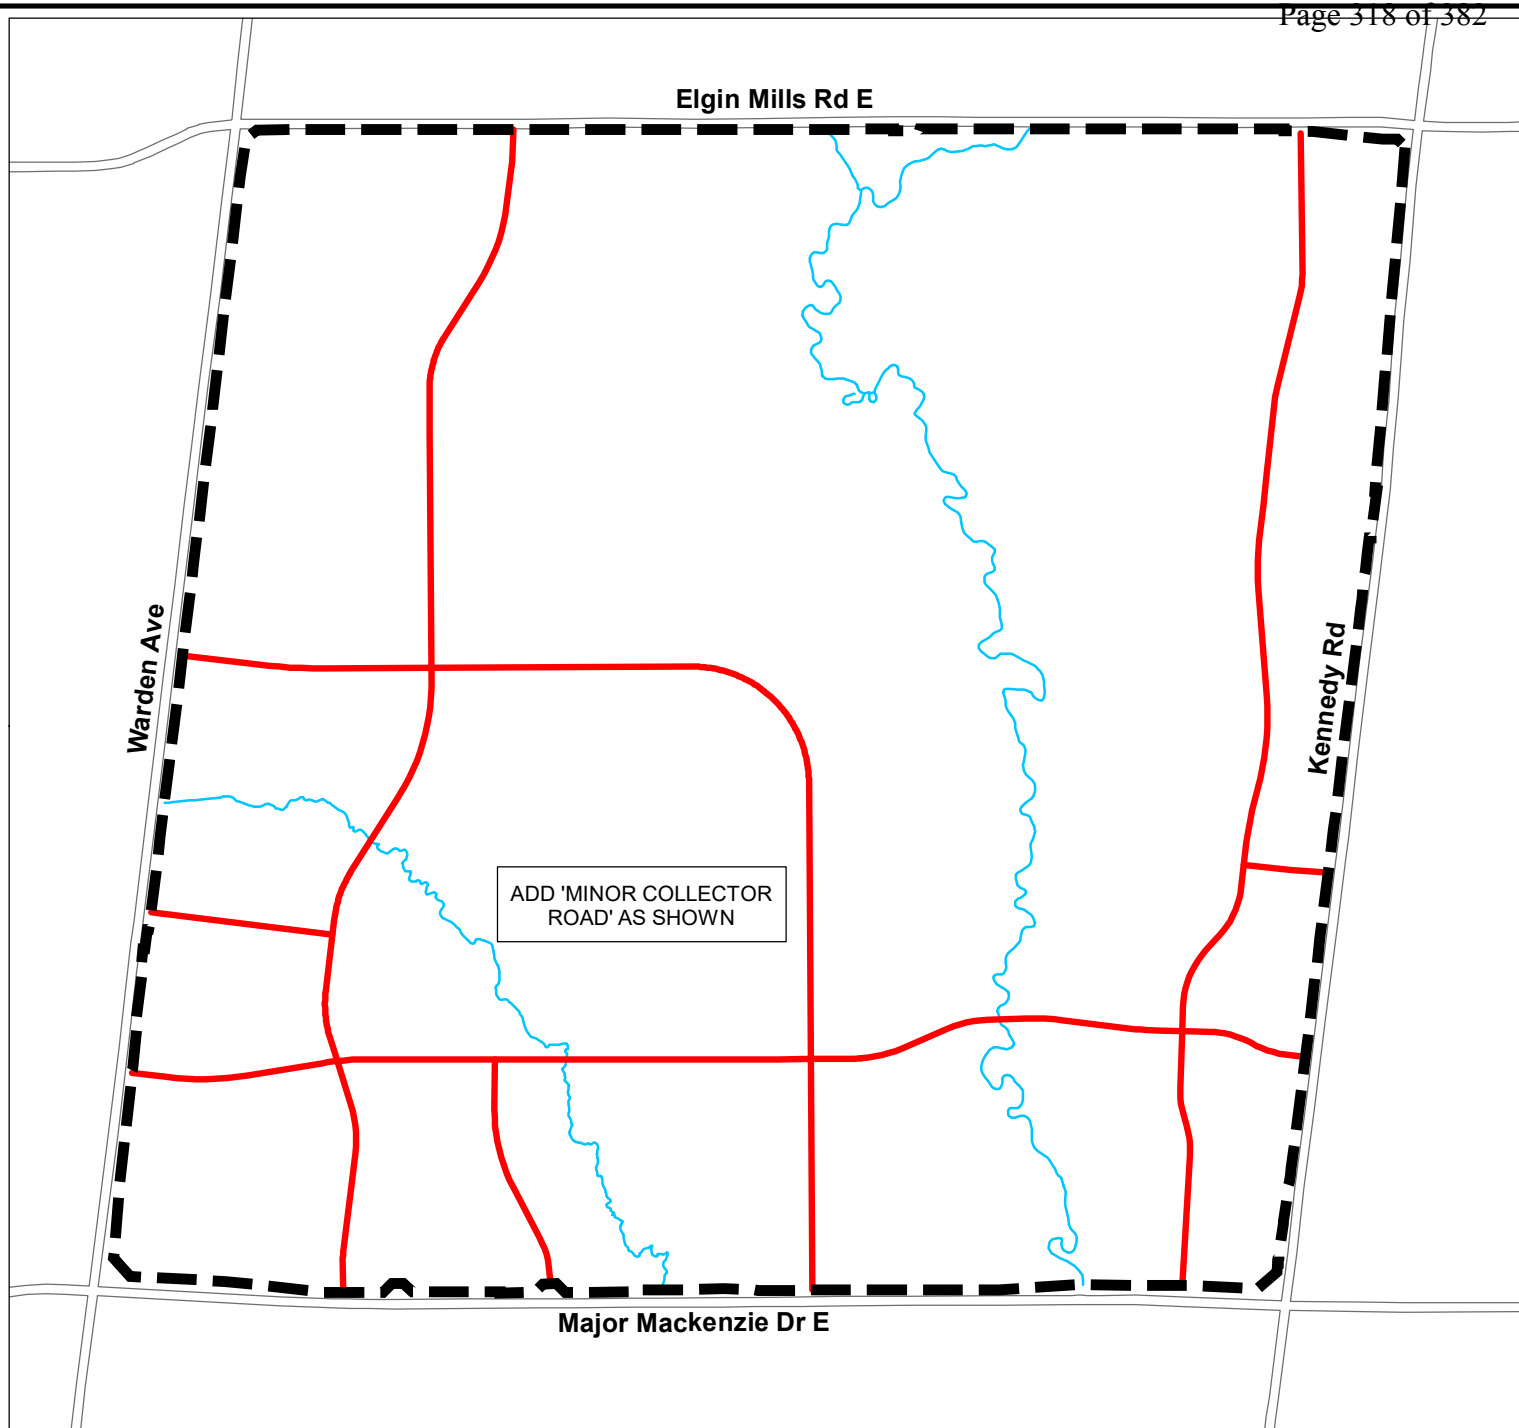 Page 318 of 382
Elgin Mills Rd E
Warden Ave
Kennedy Rd
ADD 'MINOR COLLECTOR
ROAD' AS SHOWN
Major Mackenzie Dr E